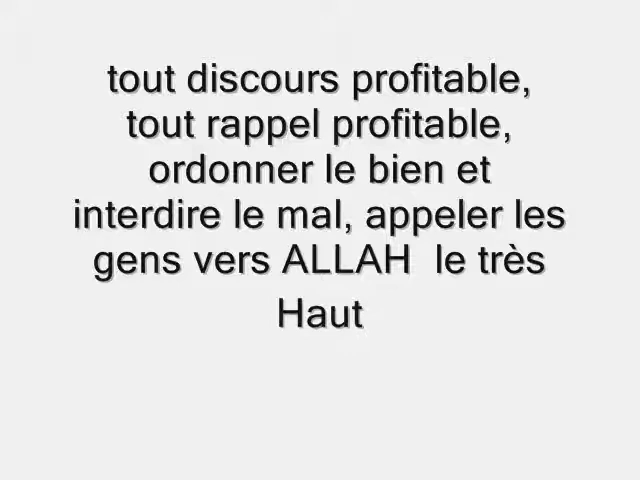 tout discours profitable,
tout rappel profitable,
ordonner le bien et
interdire le mal, appeler les
gens vers ALLAH  le très
Haut